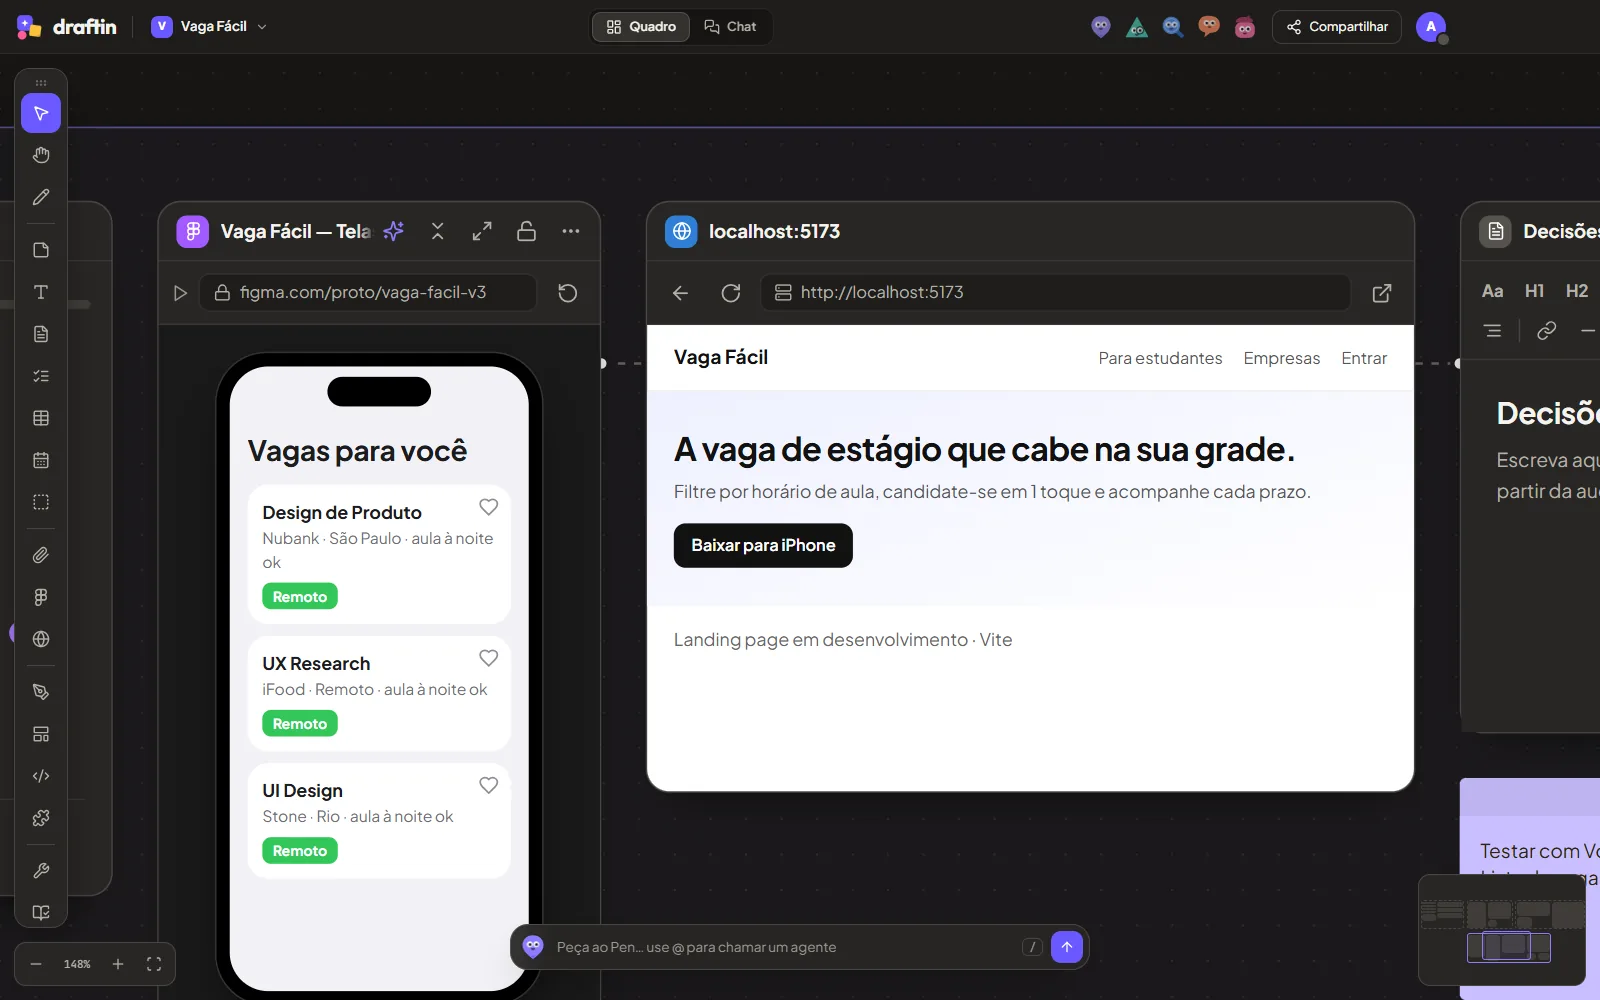 draftin
V
Vaga Fácil
Quadro
Chat
Compartilhar
A
Vaga Fácil — Tela
figma.com/proto/vaga-facil-v3
Vagas para você
Design de Produto
Nubank · São Paulo · aula à noite
ok
Remoto
UX Research
iFood · Remoto · aula à noite ok
Remoto
UI Design
Stone · Rio · aula à noite ok
Remoto
localhost:5173
http://localhost:5173
Vaga Fácil
Para estudantes
Empresas
Entrar
A vaga de estágio que cabe na sua grade.
Filtre por horário de aula, candidate-se em 1 toque e acompanhe cada prazo.
Baixar para iPhone
Landing page em desenvolvimento · Vite
Decisões
Aa
H1
H2
Decisõ
Escreva aqu
partir da au
Testar com Vo
Peça ao Pen... use @ para chamar um agente
/
148%